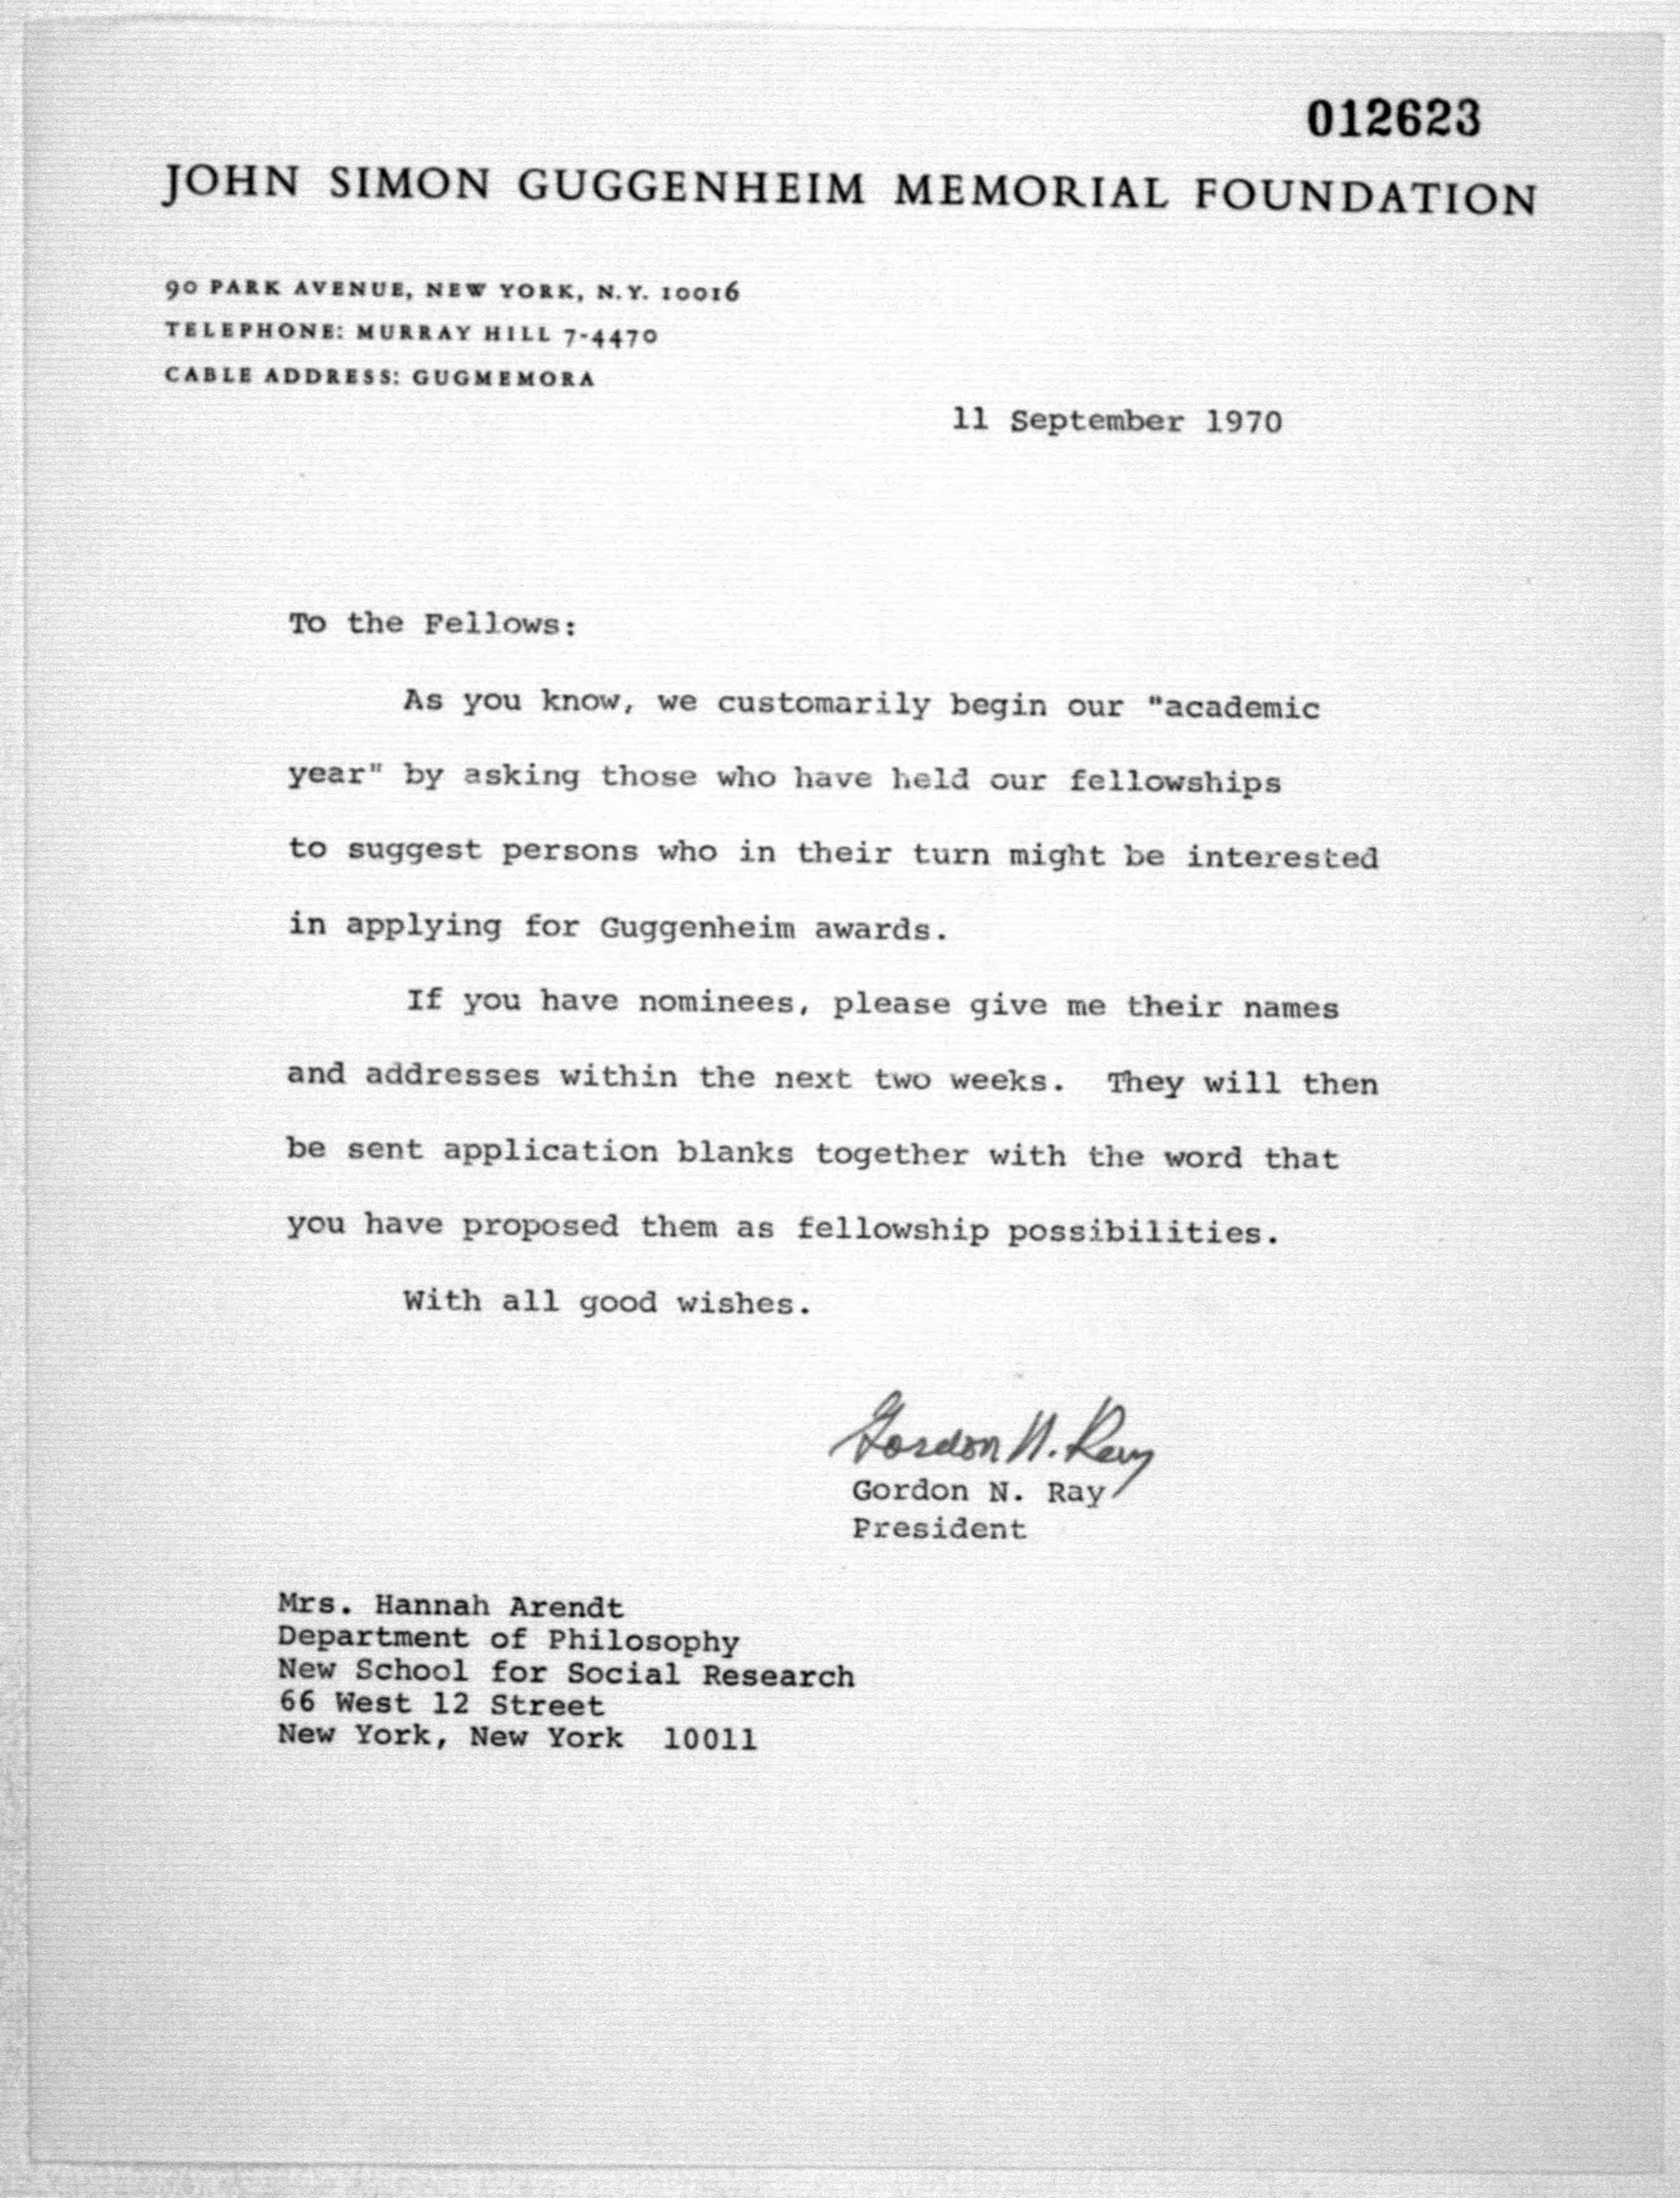 012623
JOHN SIMON GUGGENHEIM MEMORIAL FOUNDATION
90 PARK AVENUE, NEW YORK, N.Y. 10016
TELEPHONE: MURRAY HILL 7-4470
CABLE ADDRESS: GUGMEMORA
11 September 1970
To the Fellows:
As you know, we customarily begin our "academic
year" by asking those who have held our fellowships
to suggest persons who in their turn might be interested
in applying for Guggenheim awards.
If you have nominees, please give me their names
and addresses within the next two weeks.  They will then
be sent application blanks together with the word that
you have proposed them as fellowship possibilities.
With all good wishes.
Gordon N. Ray
Gordon N. Ray
President
Mrs. Hannah Arendt
Department of Philosophy
New School for Social Research
66 West 12 Street
New York, New York  10011